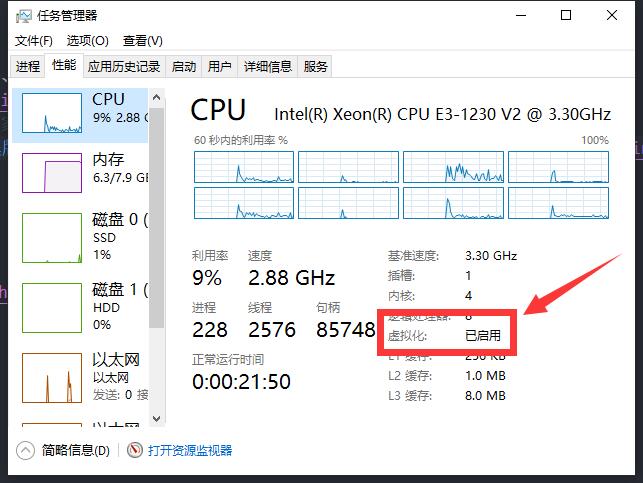 任务管理器
文件(F) 选项(O) 查看(V)
进程 性能 应用历史记录 启动 用户 详细信息 服务
CPU
9% 2.88 G
内存
6.3/7.9 GB
磁盘 0 (
SSD
1%
磁盘 1 (
HDD
0%
以太网
以太网
发送: 0 接
CPU
Intel(R) Xeon(R) CPU E3-1230 V2 @ 3.30GHz
60 秒内的利用率 %
100%
利用率 速度
9% 2.88 GHz
进程 线程 句柄
228 2576 85748
正常运行时间
0:00:21:50
基准速度: 3.30 GHz
插槽: 1
内核: 4
逻辑处理器: 8
虚拟化: 已启用
L1 缓存: 256 KB
L2 缓存: 1.0 MB
L3 缓存: 8.0 MB
简略信息(D) 打开资源监视器